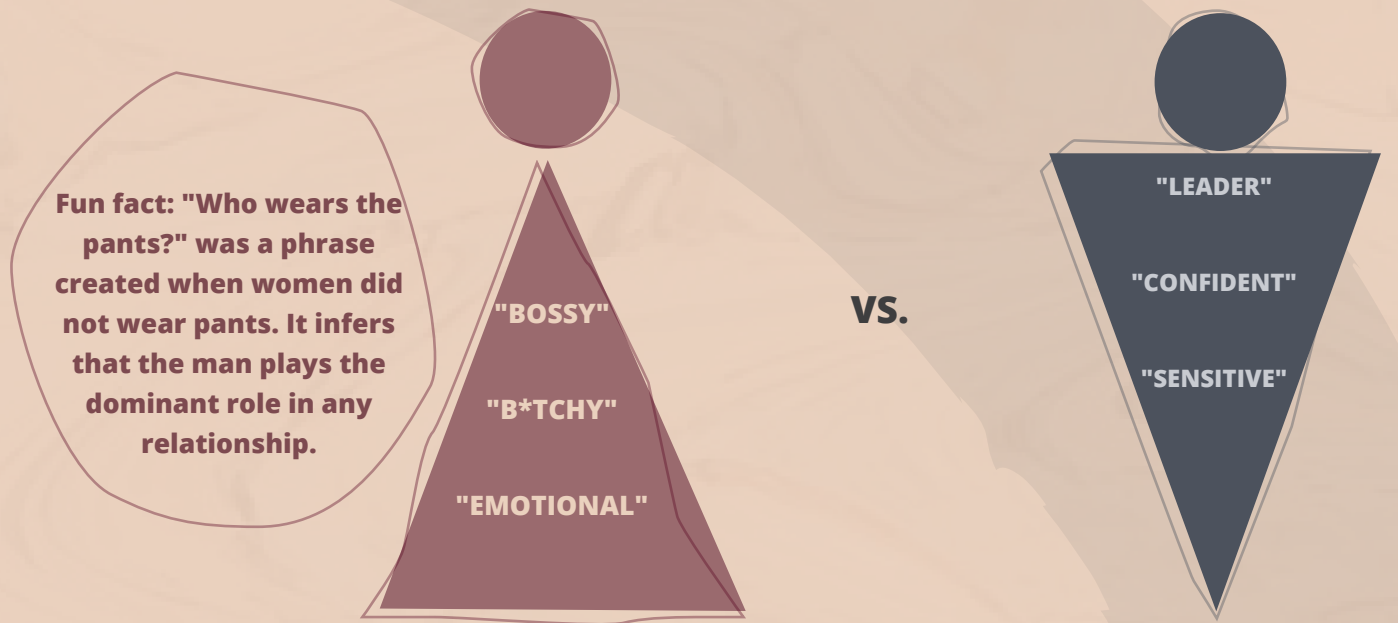 Fun fact: "Who wears the
pants?" was a phrase
created when women did
not wear pants. It infers
that the man plays the
dominant role in any
relationship.
"BOSSY"
"B*TCHY"
"EMOTIONAL"
VS.
"LEADER"
"CONFIDENT"
"SENSITIVE"